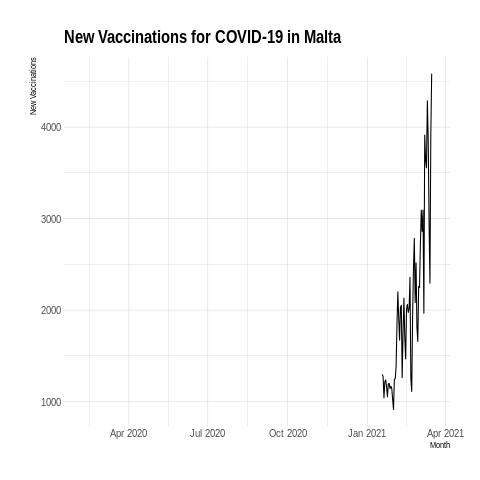 New Vaccinations for COVID-19 in Malta
New Vaccinations
4000
3000
2000
1000
Apr 2020
Jul 2020
Oct 2020
Jan 2021
Apr 2021
Month